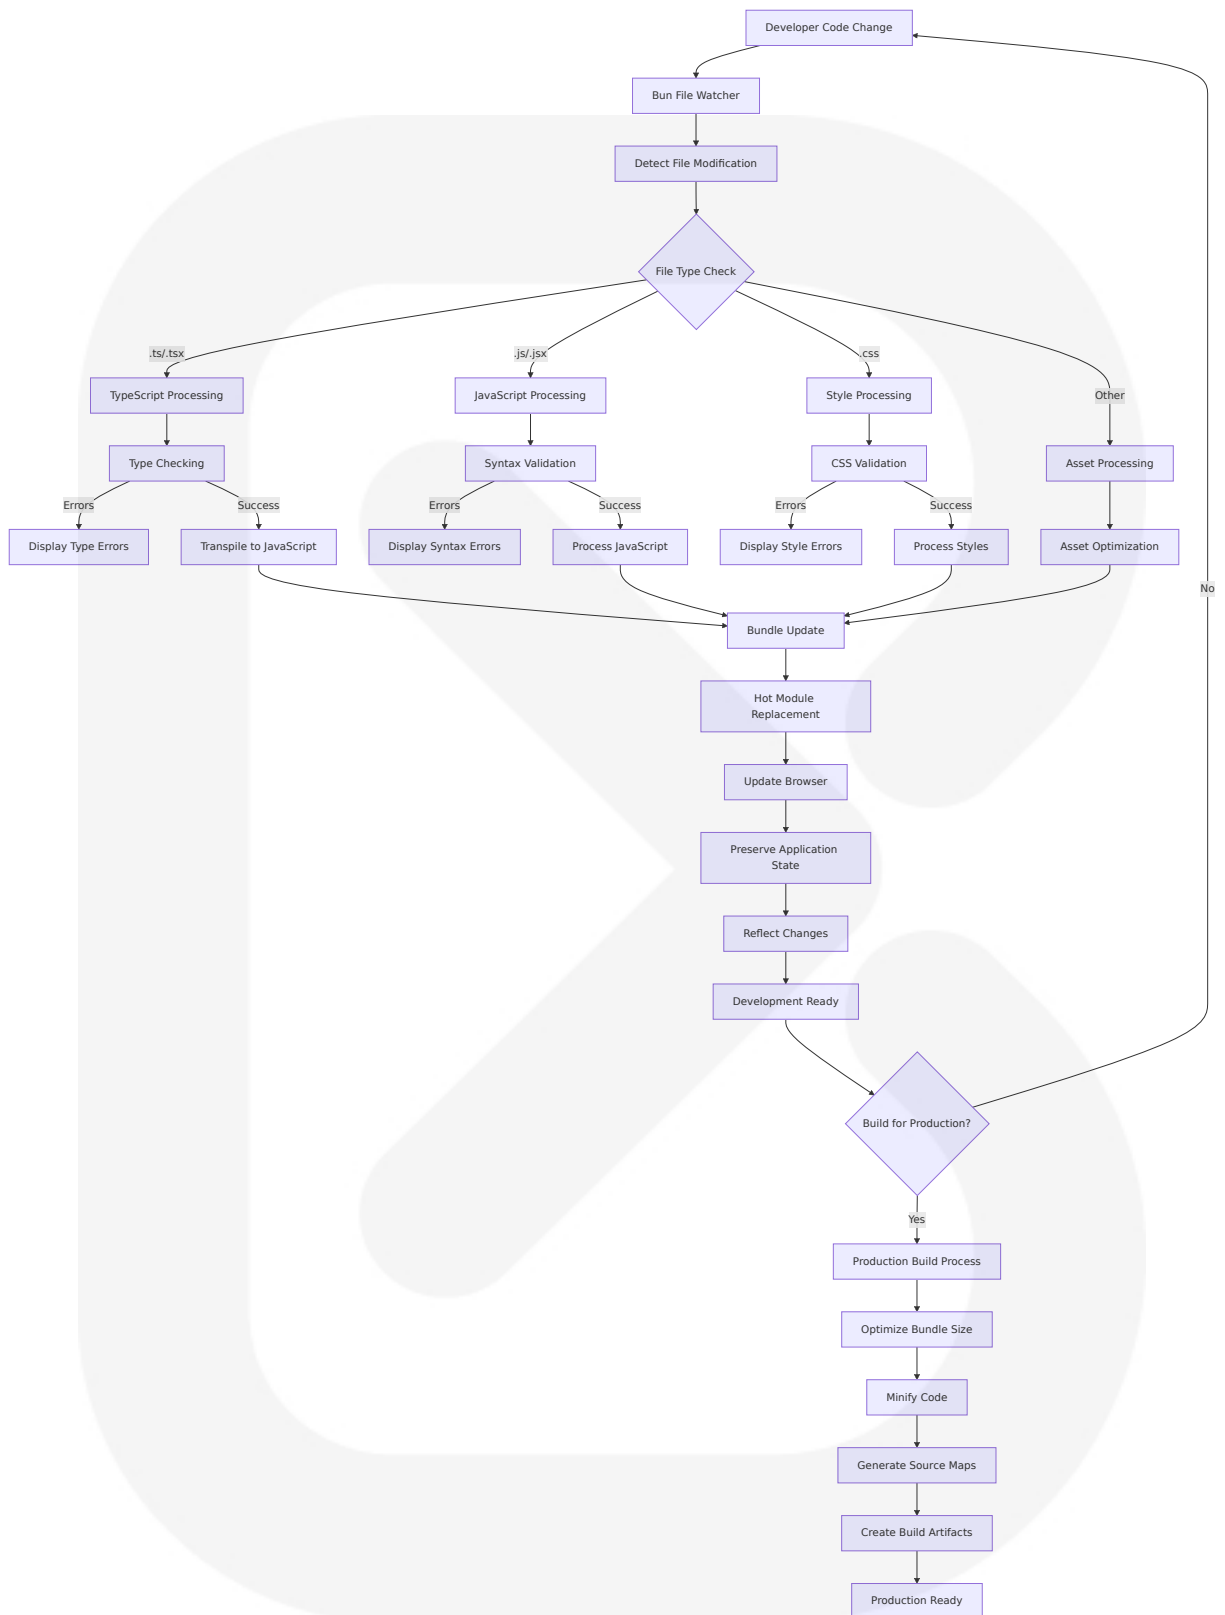 Developer Code Change
Bun File Watcher
Detect File Modification
File Type Check
.ts/.tsx
.js/.jsx
.css
Other
TypeScript Processing
JavaScript Processing
Style Processing
Type Checking
Syntax Validation
CSS Validation
Asset Processing
Errors
Success
Errors
Success
Errors
Success
Display Type Errors
Transpile to JavaScript
Display Syntax Errors
Process JavaScript
Display Style Errors
Process Styles
Asset Optimization
No
Bundle Update
Hot Module
Replacement
Update Browser
Preserve Application
State
Reflect Changes
Development Ready
Build for Production?
Yes
Production Build Process
Optimize Bundle Size
Minify Code
Generate Source Maps
Create Build Artifacts
Production Ready